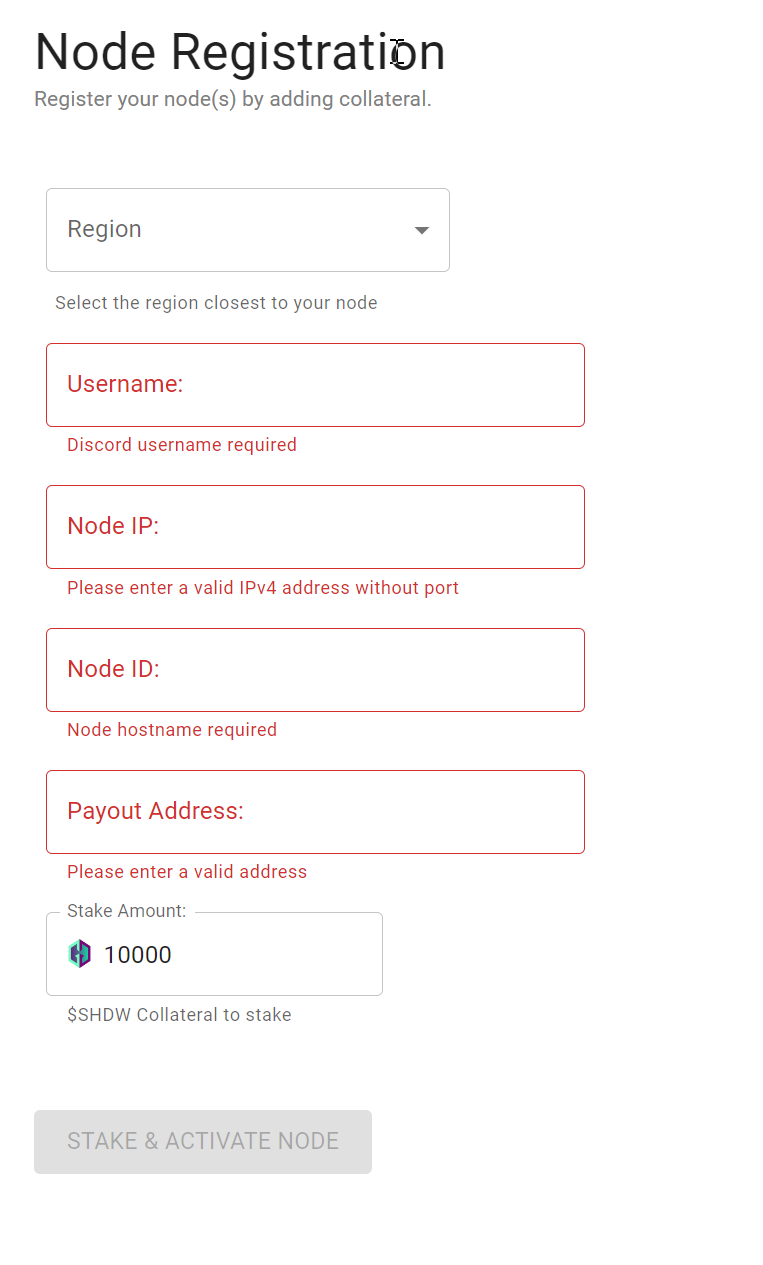 Node Registration
Register your node(s) by adding collateral.
Region
Select the region closest to your node
Username:
Discord username required
Node IP:
Please enter a valid IPv4 address without port
Node ID:
Node hostname required
Payout Address:
Please enter a valid address
Stake Amount:
10000
$SHDW Collateral to stake
STAKE & ACTIVATE NODE